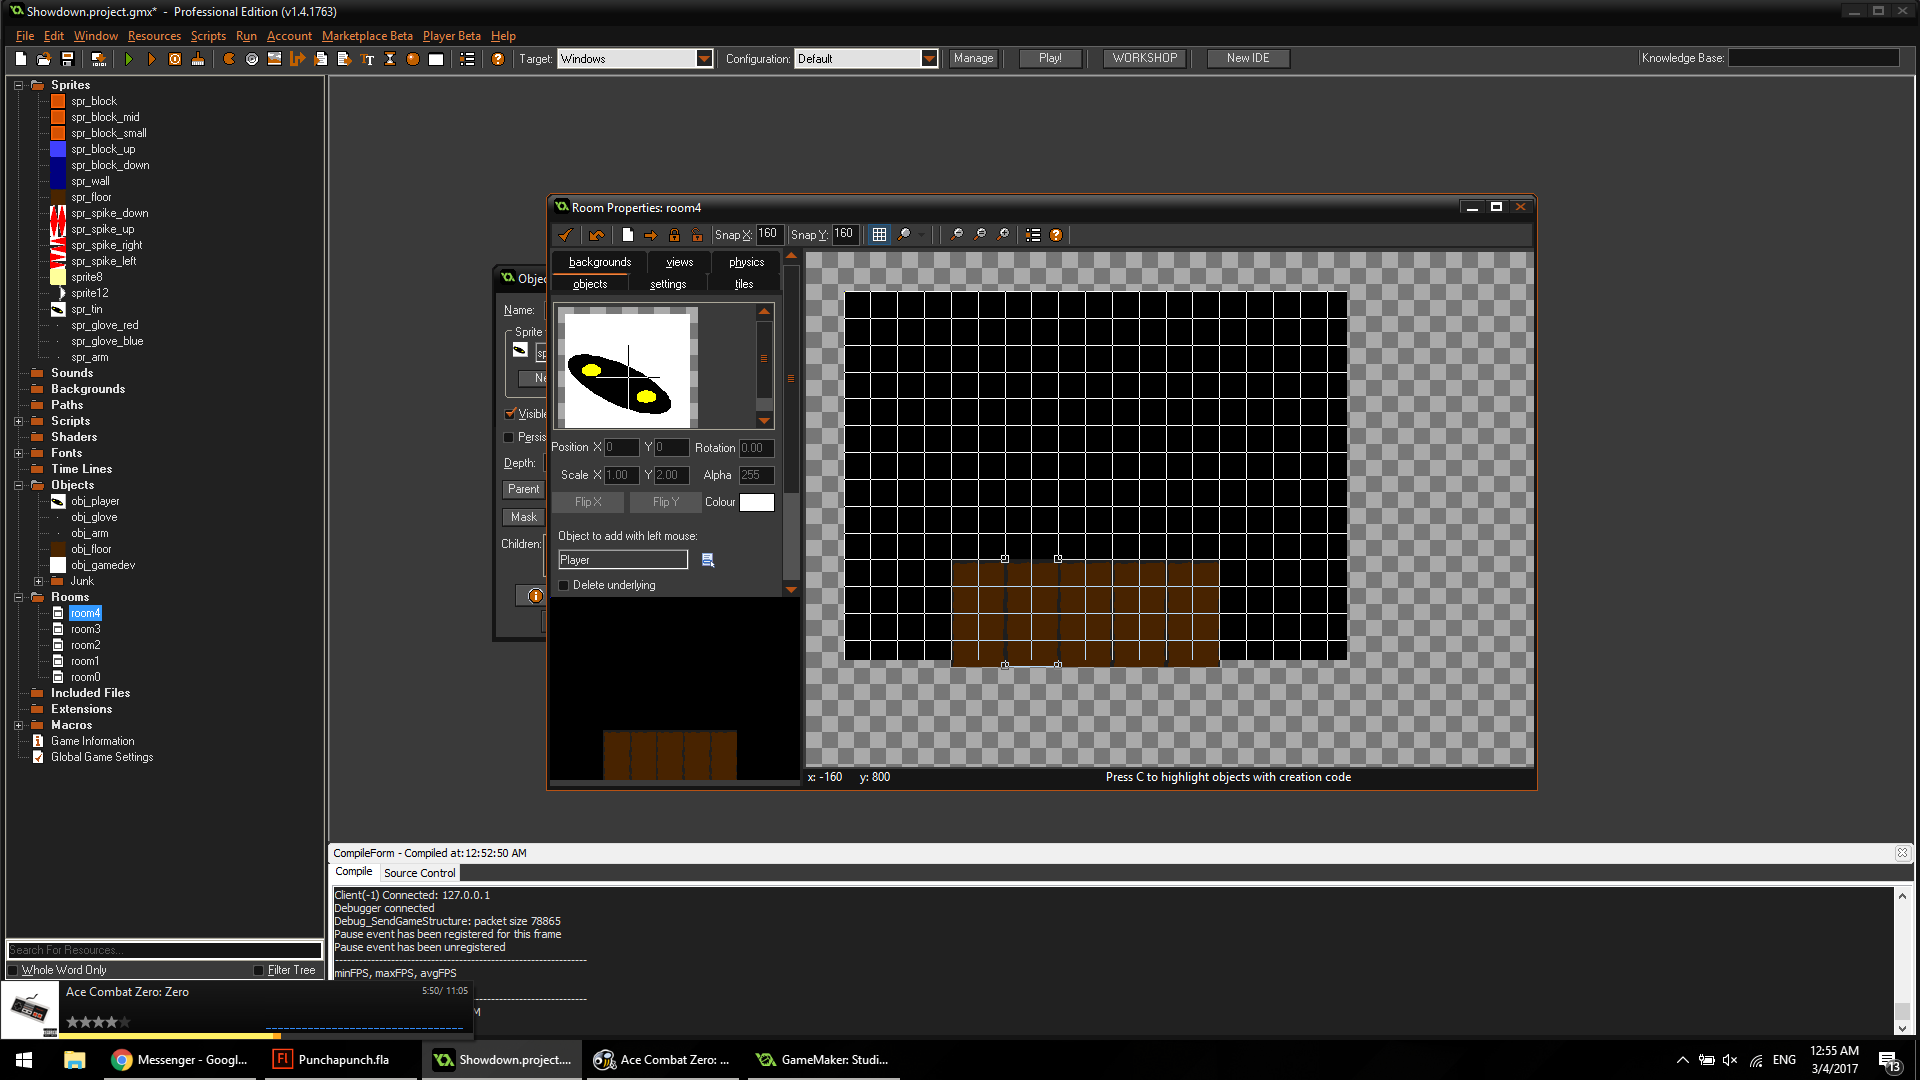 Showdown.project.gmx*  -  Professional Edition (v1.4.1763)
File Edit Window Resources Scripts Run Account Marketplace Beta Player Beta Help
Target: Windows Configuration: Default Manage Play! WORKSHOP New IDE Knowledge Base:
Sprites
spr_block
spr_block_mid
spr_block_small
spr_block_up
spr_block_down
spr_wall
spr_floor
spr_spike_down
spr_spike_up
spr_spike_right
spr_spike_left
sprite8
sprite12
spr_tin
spr_glove_red
spr_glove_blue
spr_arm
Sounds
Backgrounds
Paths
Scripts
Shaders
Fonts
Time Lines
Objects
obj_player
obj_glove
obj_arm
obj_floor
obj_gamedev
Junk
Rooms
room4
room3
room2
room1
room0
Included Files
Extensions
Macros
Game Information
Global Game Settings
Search For Resources...
Whole Word Only Filter Tree
Name:
Sprite
Visible
Depth:
Parent
Mask
Children:
Room Properties: room4
Snap X: 160 Snap Y: 160
backgrounds views physics
objects settings tiles
Position X 0 Y 0 Rotation 0.00
Scale X 1.00 Y 2.00 Alpha 255
Flip X Flip Y Colour
Object to add with left mouse:
Player
Delete underlying
x: -160 y: 800 Press C to highlight objects with creation code
CompileForm - Compiled at:12:52:50 AM
Compile Source Control
Client(-1) Connected: 127.0.0.1
Debugger connected
Debug_SendGameStructure: packet size 78865
Pause event has been registered for this frame
Pause event has been unregistered
minFPS, maxFPS, avgFPS
Ace Combat Zero: Zero 5:50/ 11:05
Messenger - Googl... Punchapunch.fla Showdown.project.... Ace Combat Zero: ... GameMaker: Studi...
ENG
12:55 AM
3/4/2017
13